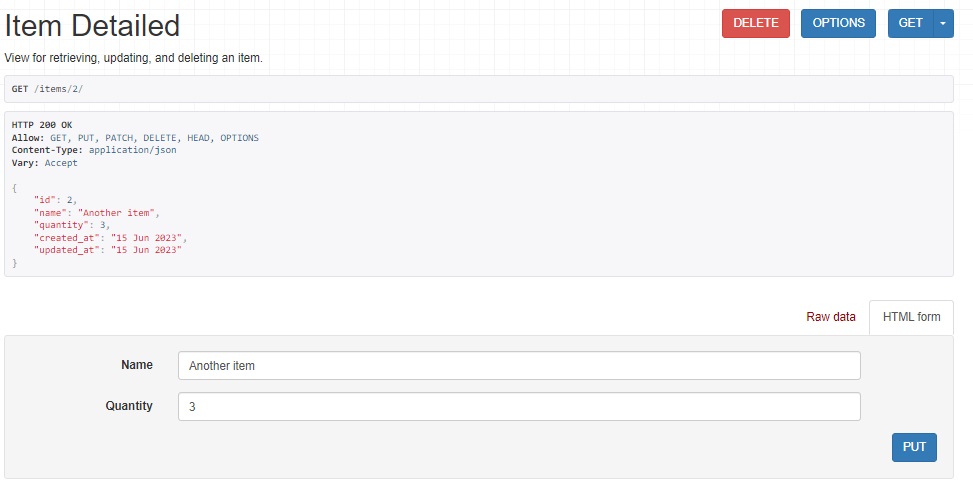 Item Detailed
DELETE OPTIONS GET
View for retrieving, updating, and deleting an item.
GET /items/2/
HTTP 200 OK
Allow: GET, PUT, PATCH, DELETE, HEAD, OPTIONS
Content-Type: application/json
Vary: Accept
{
    "id": 2,
    "name": "Another item",
    "quantity": 3,
    "created_at": "15 Jun 2023",
    "updated_at": "15 Jun 2023"
}
Raw data HTML form
Name Another item
Quantity 3
PUT